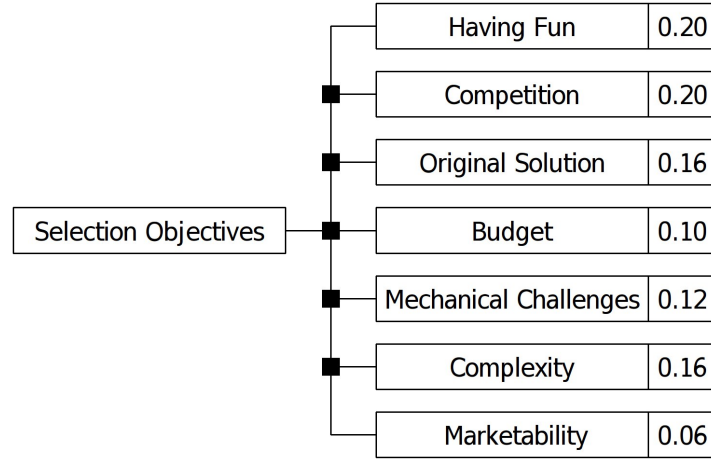 Having Fun 0.20
Competition 0.20
Original Solution 0.16
Selection Objectives
Budget 0.10
Mechanical Challenges 0.12
Complexity 0.16
Marketability 0.06